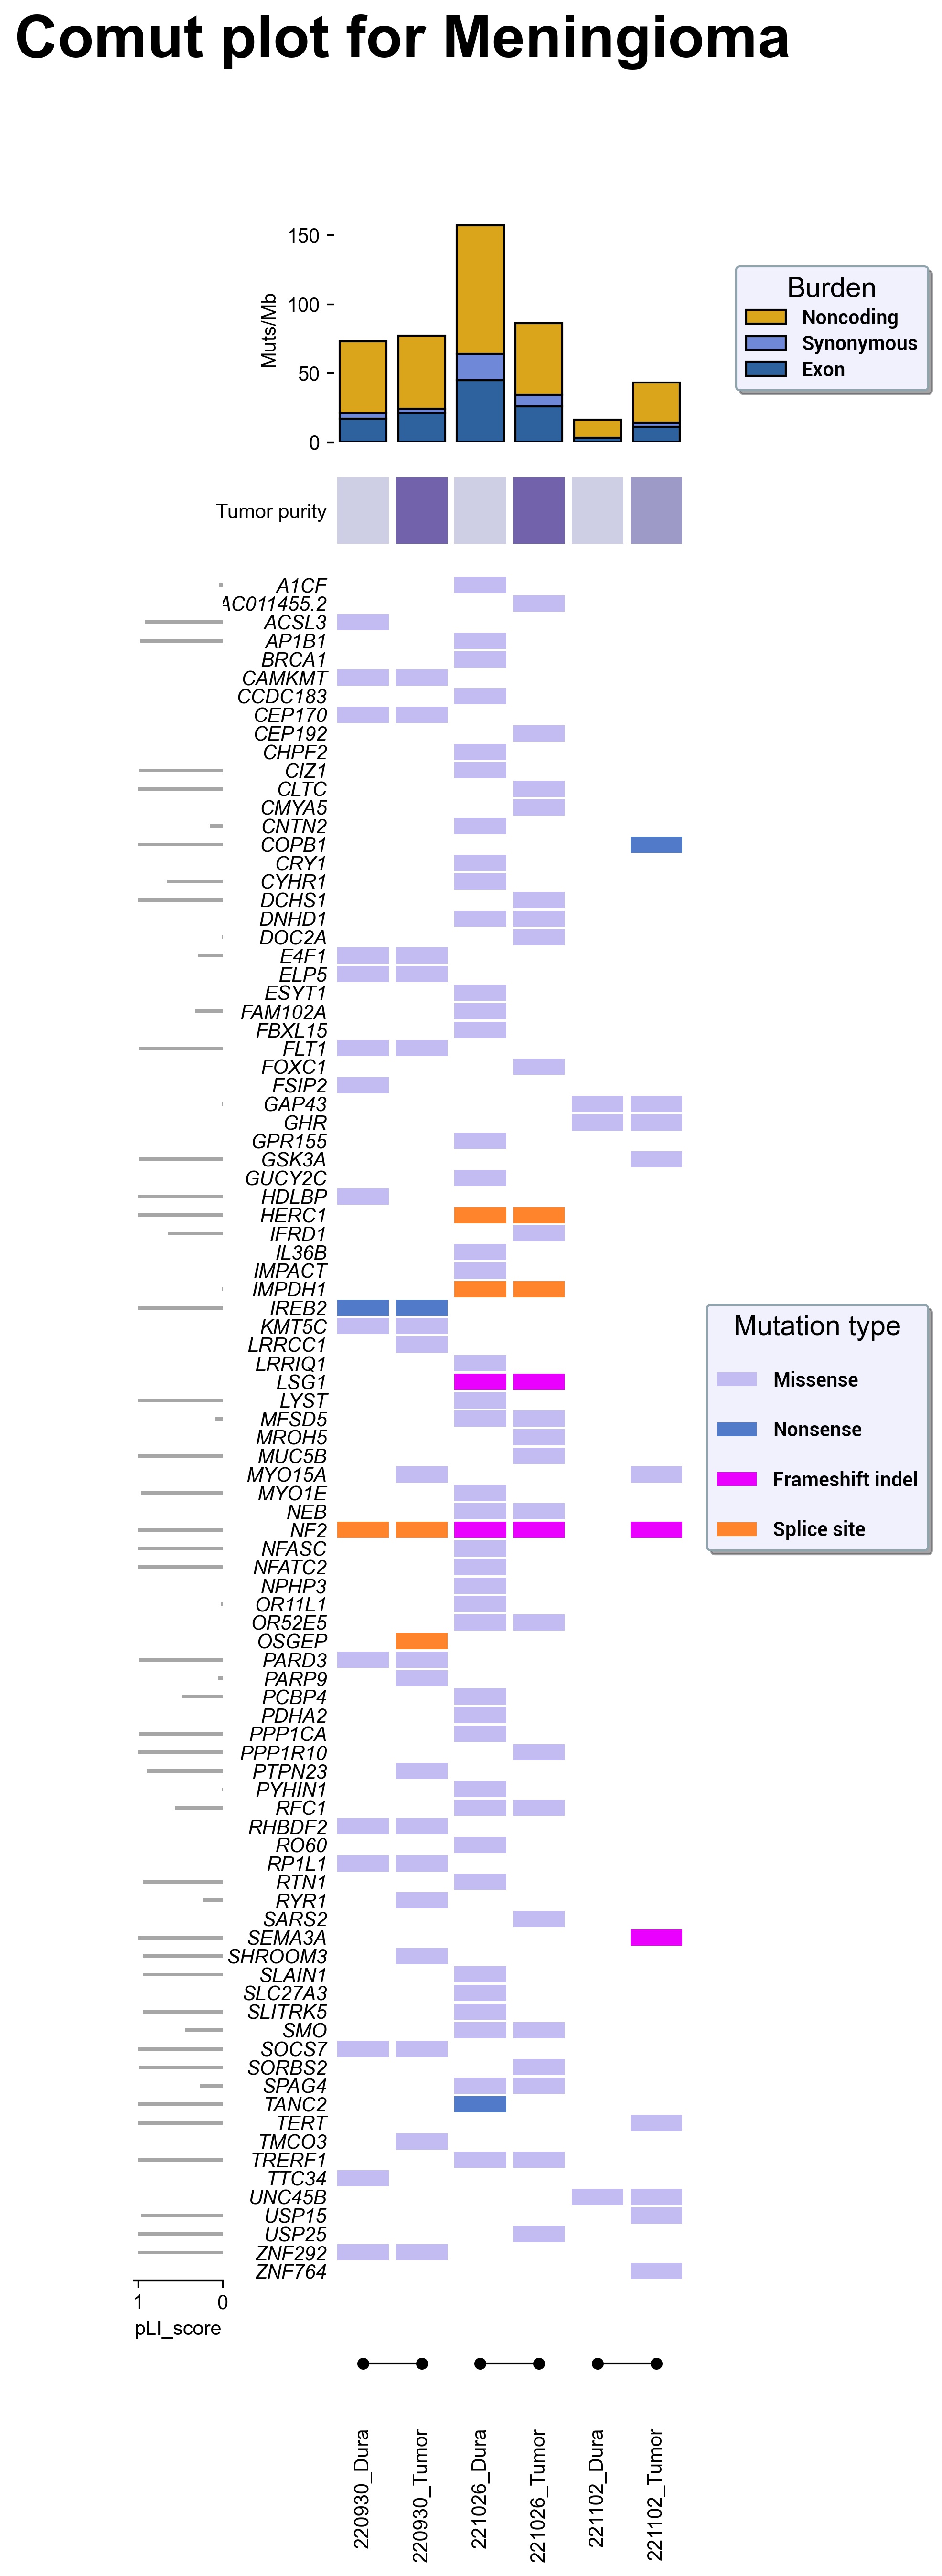 Comut plot for Meningioma
150
100
50
0
Muts/Mb
Burden
Noncoding
Synonymous
Exon
Tumor purity
A1CF
AC011455.2
ACSL3
AP1B1
BRCA1
CAMKMT
CCDC183
CEP170
CEP192
CHPF2
CIZ1
CLTC
CMYA5
CNTN2
COPB1
CRY1
CYHR1
DCHS1
DNHD1
DOC2A
E4F1
ELP5
ESYT1
FAM102A
FBXL15
FLT1
FOXC1
FSIP2
GAP43
GHR
GPR155
GSK3A
GUCY2C
HDLBP
HERC1
IFRD1
IL36B
IMPACT
IMPDH1
IREB2
KMT5C
LRRCC1
LRRIQ1
LSG1
LYST
MFSD5
MROH5
MUC5B
MYO15A
MYO1E
NEB
NF2
NFASC
NFATC2
NPHP3
OR11L1
OR52E5
OSGEP
PARD3
PARP9
PCBP4
PDHA2
PPP1CA
PPP1R10
PTPN23
PYHIN1
RFC1
RHBDF2
RO60
RP1L1
RTN1
RYR1
SARS2
SEMA3A
SHROOM3
SLAIN1
SLC27A3
SLITRK5
SMO
SOCS7
SORBS2
SPAG4
TANC2
TERT
TMCO3
TRERF1
TTC34
UNC45B
USP15
USP25
ZNF292
ZNF764
Mutation type
Missense
Nonsense
Frameshift indel
Splice site
1 0
pLI_score
220930_Dura
220930_Tumor
221026_Dura
221026_Tumor
221102_Dura
221102_Tumor